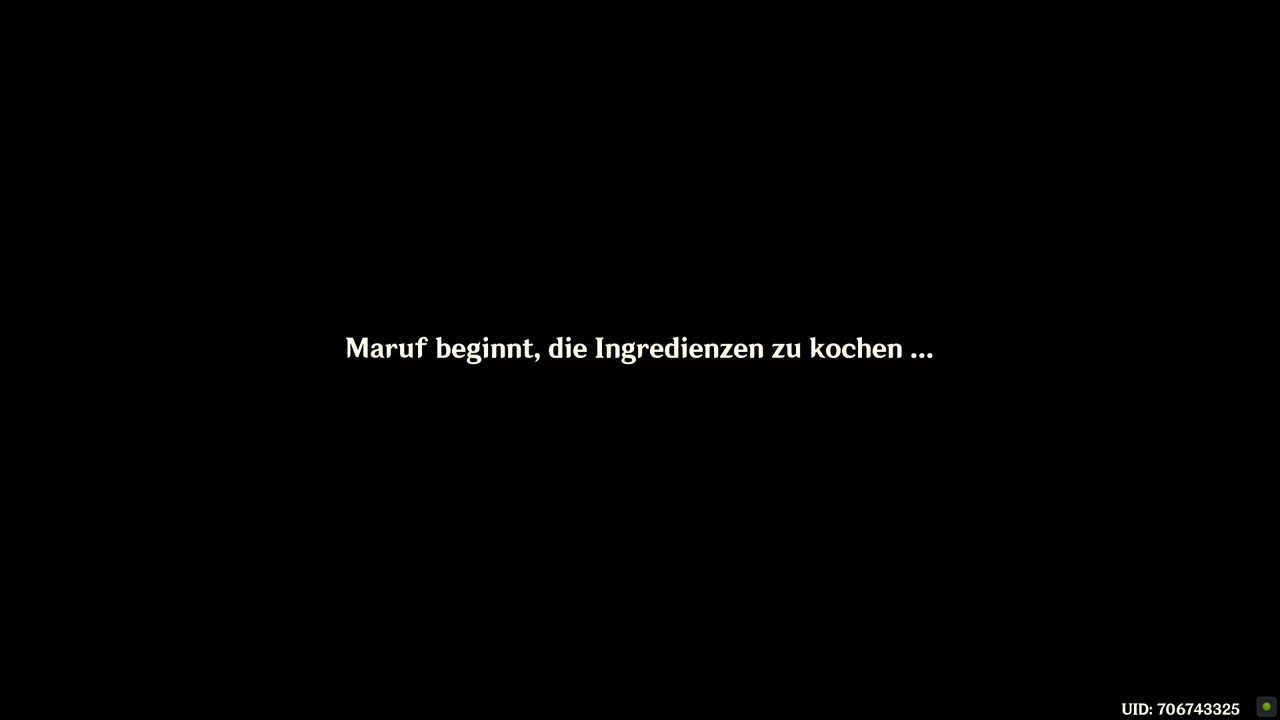 Maruf beginnt, die Ingredienzen zu kochen ...
UID: 706743325